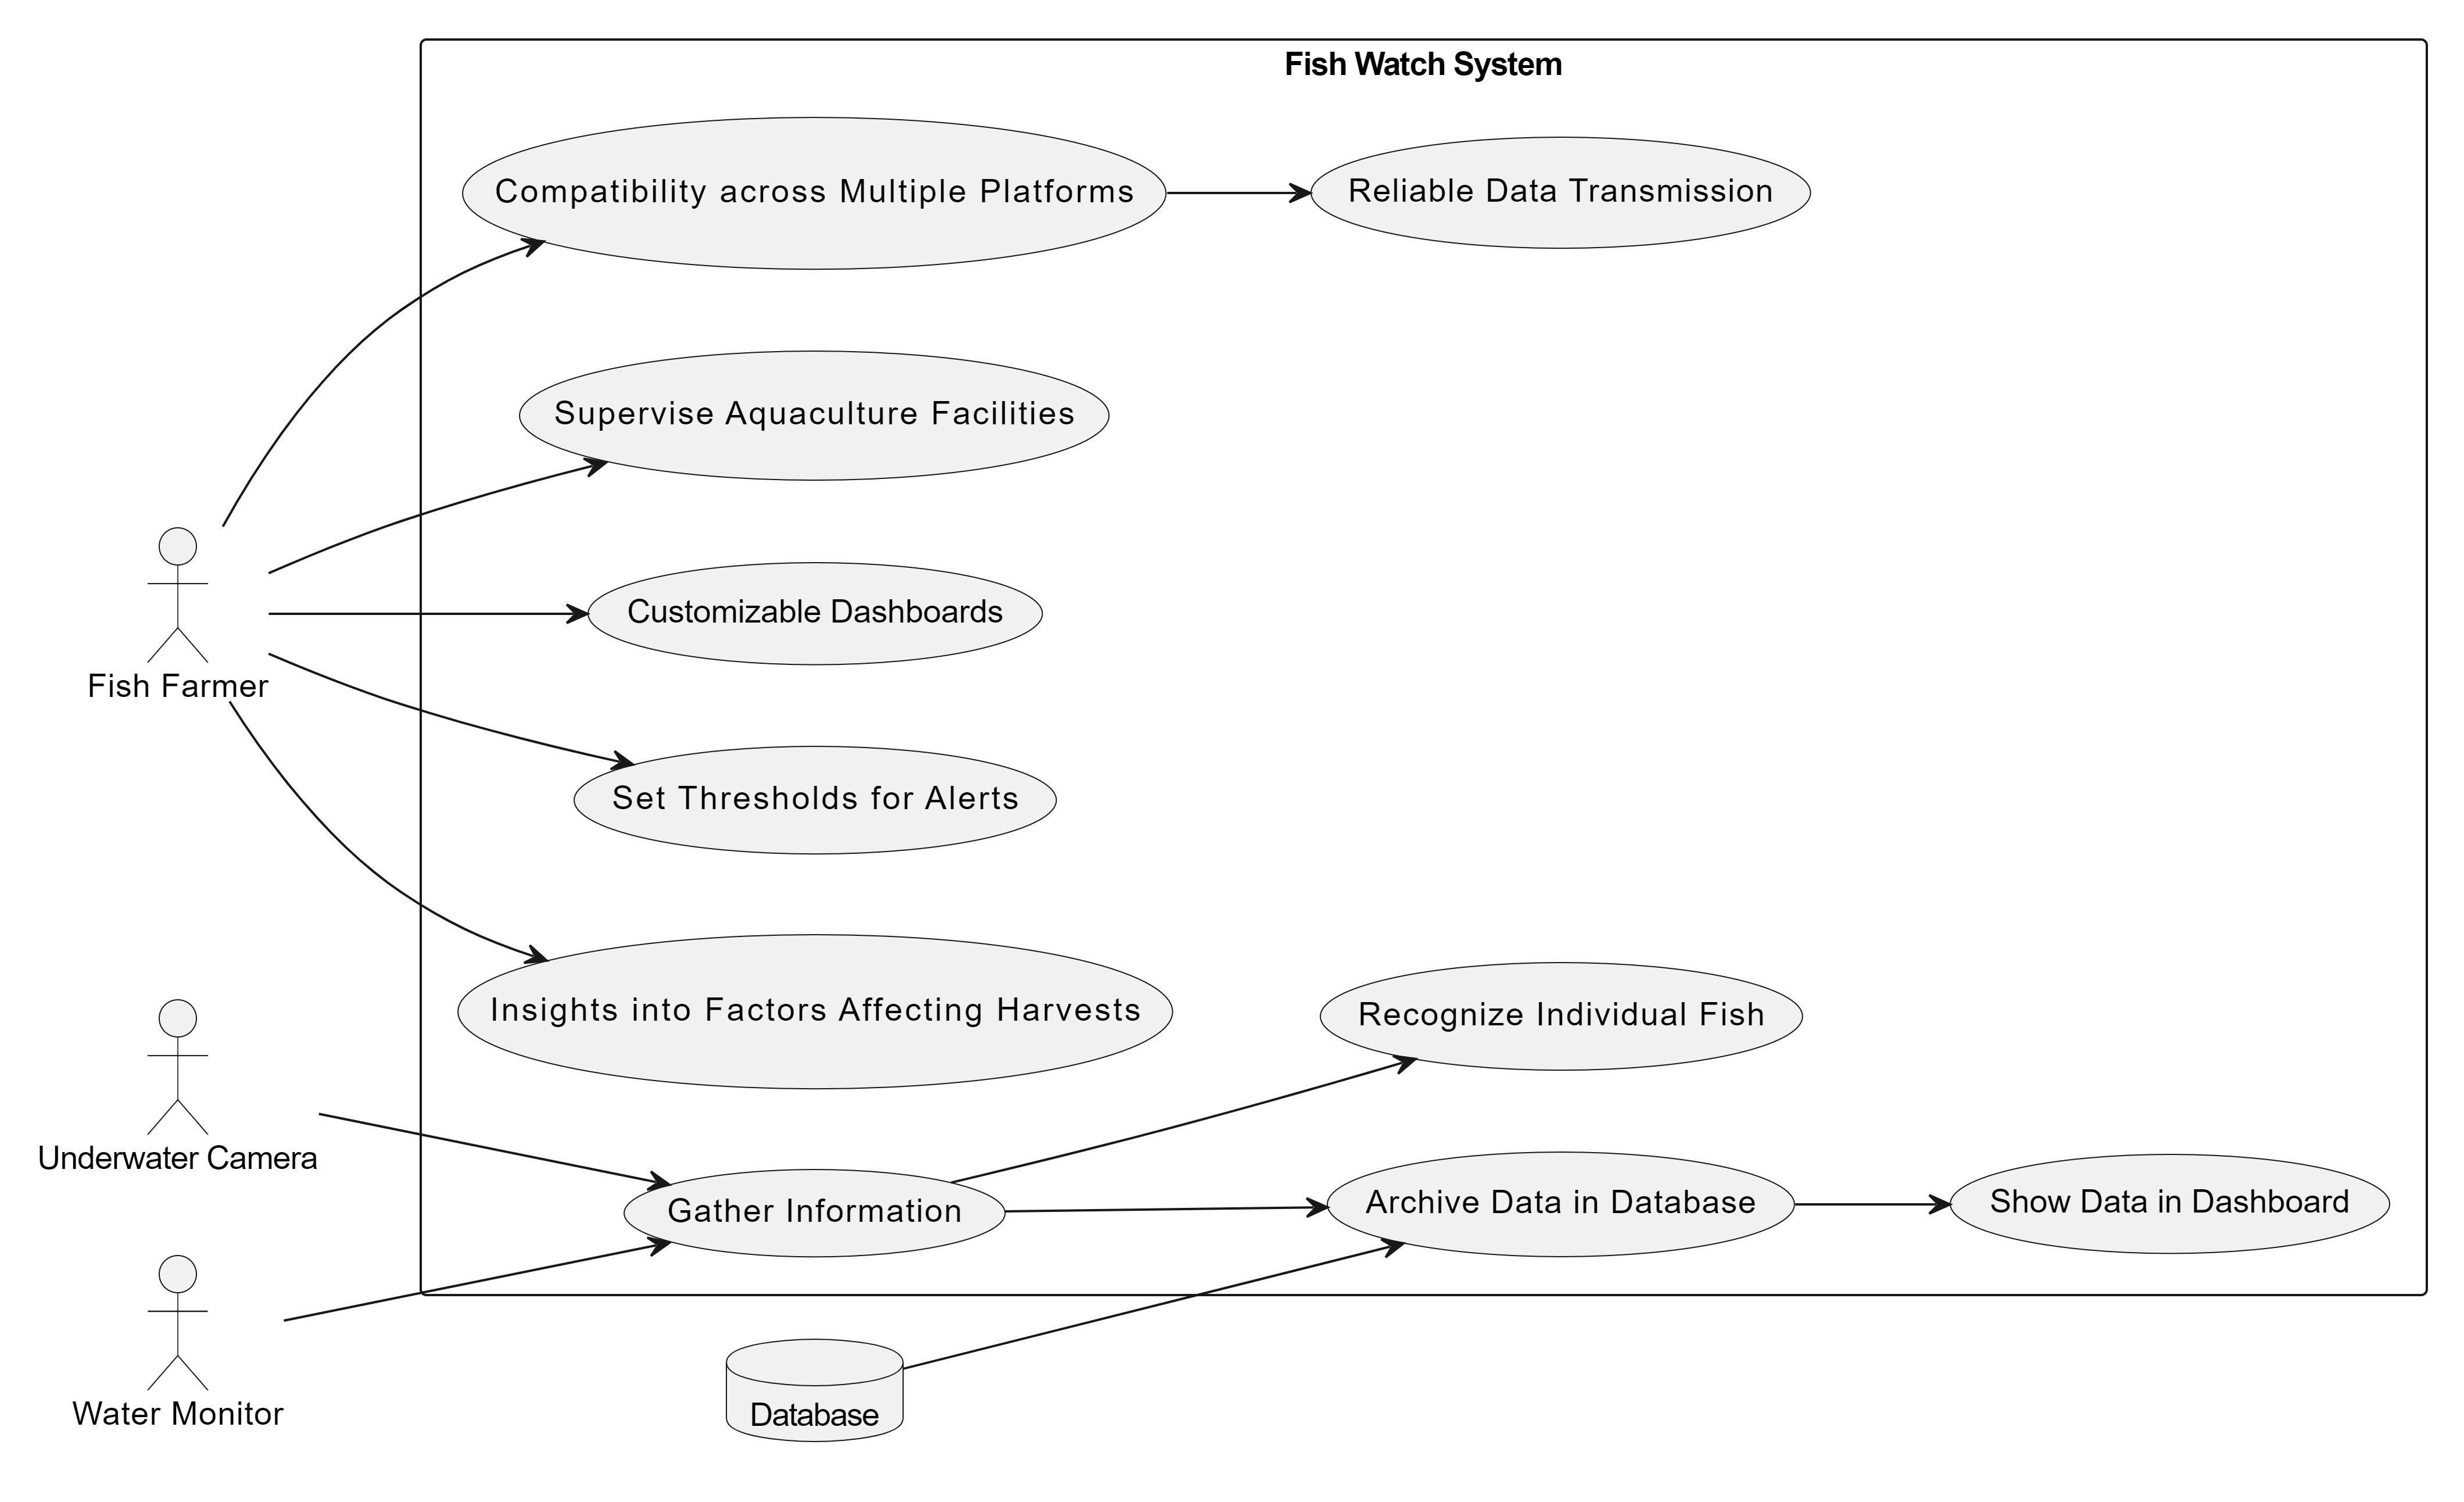 Fish Watch System
Compatibility across Multiple Platforms
Reliable Data Transmission
Supervise Aquaculture Facilities
Customizable Dashboards
Fish Farmer
Set Thresholds for Alerts
Insights into Factors Affecting Harvests
Recognize Individual Fish
Underwater Camera
Gather Information
Archive Data in Database
Show Data in Dashboard
Water Monitor
Database